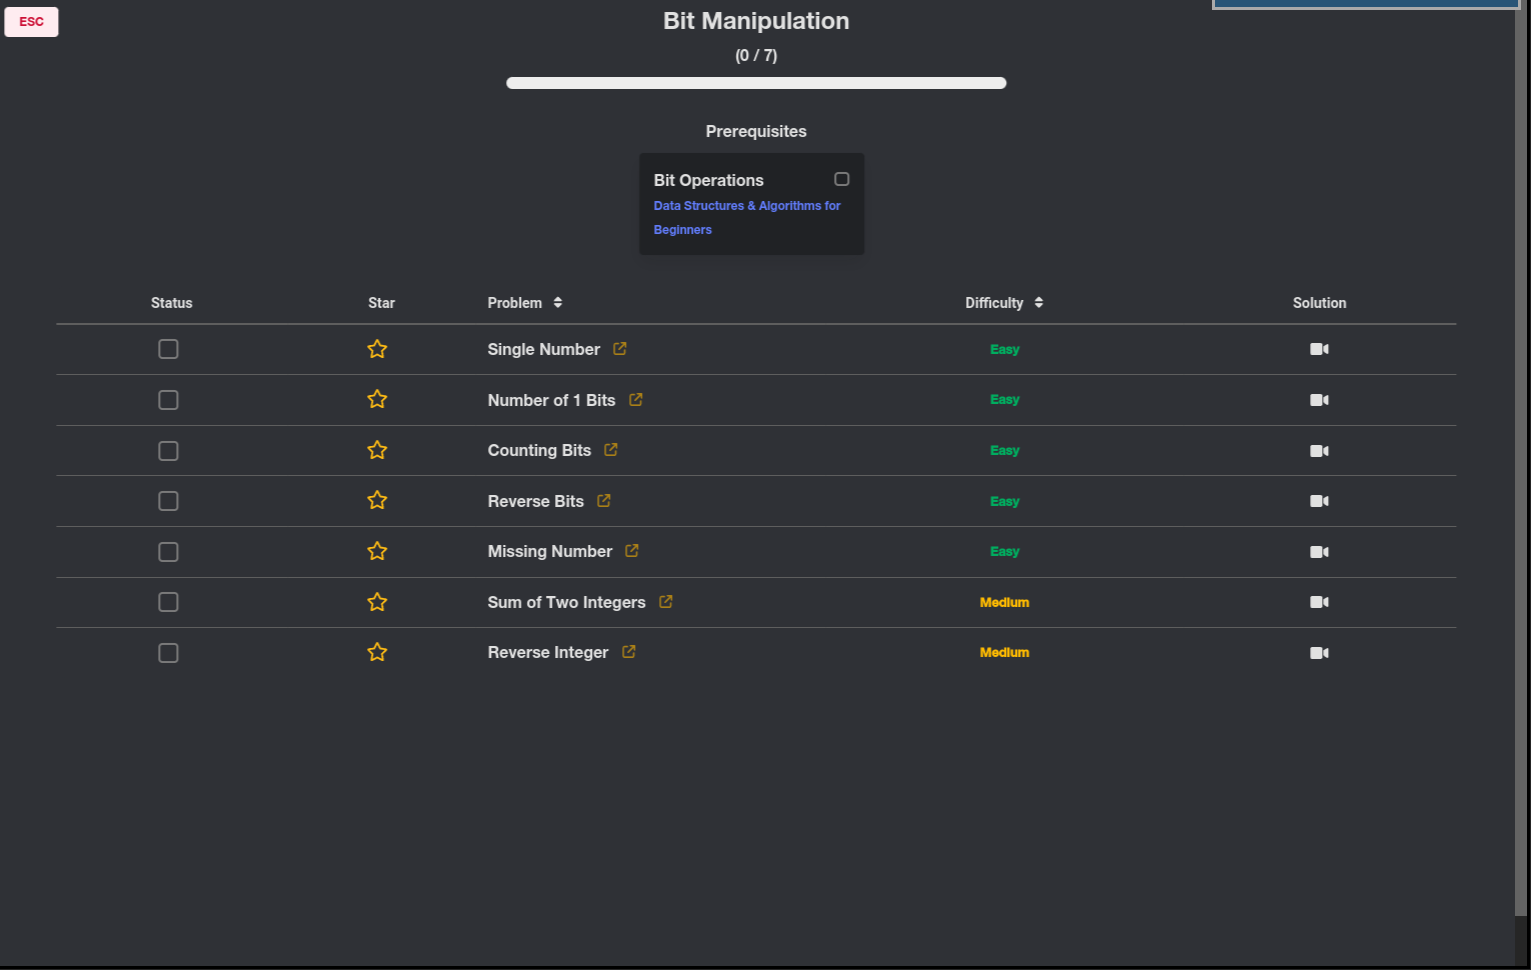 ESC
Bit Manipulation
(0 / 7)
Prerequisites
Bit Operations
Data Structures & Algorithms for
Beginners
Status Star Problem Difficulty Solution
Single Number Easy
Number of 1 Bits Easy
Counting Bits Easy
Reverse Bits Easy
Missing Number Easy
Sum of Two Integers Medium
Reverse Integer Medium